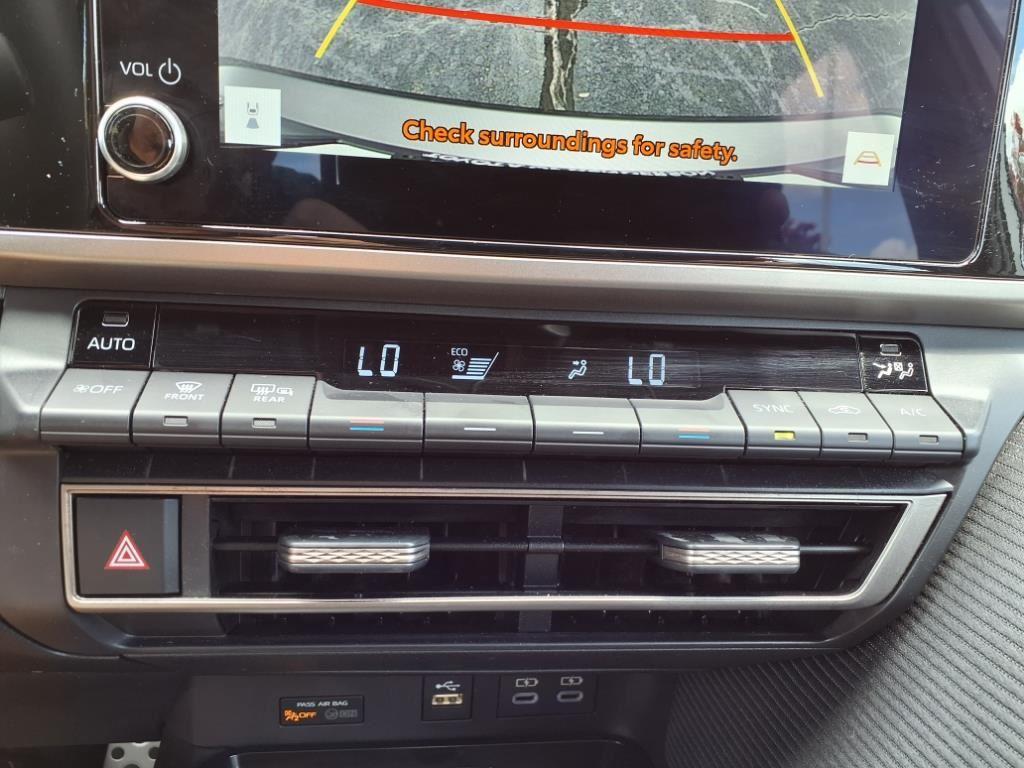 VOL
Check surroundings for safety.
AUTO
LO
ECO
LO
OFF
FRONT
REAR
SYNC
A/C
PASS AIR BAG
OFF